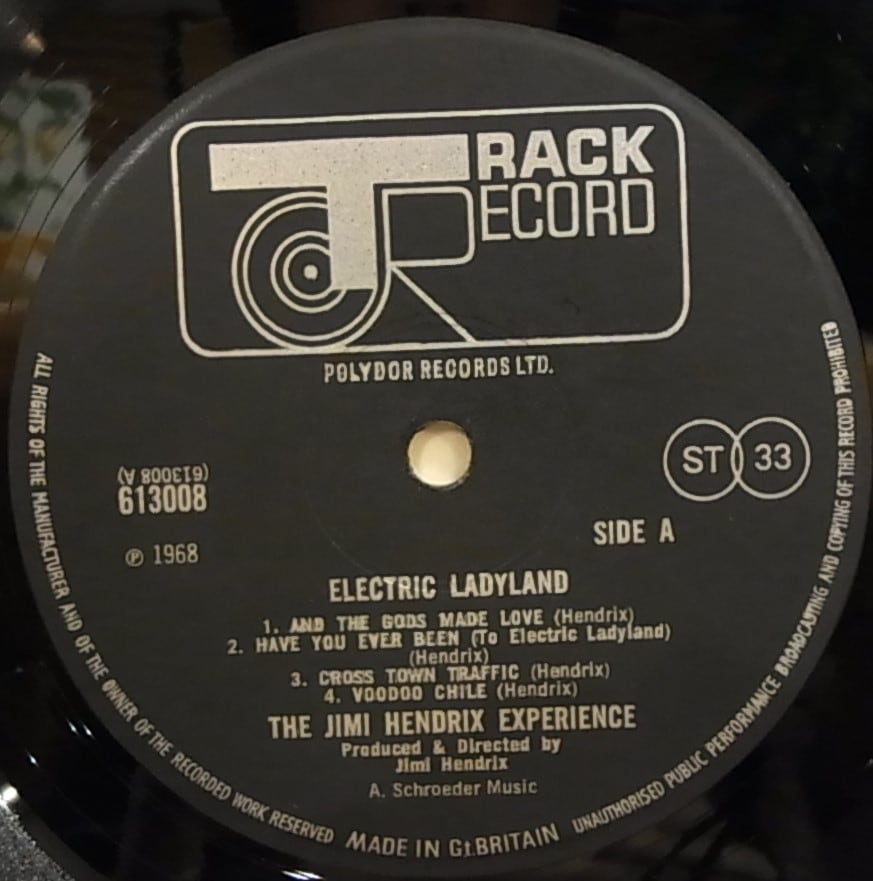 TRACK
RECORD
POLYDOR RECORDS LTD.
(613008 A)
613008
ST 33
℗ 1968
SIDE A
ELECTRIC LADYLAND
1. AND THE GODS MADE LOVE (Hendrix)
2. HAVE YOU EVER BEEN (To Electric Ladyland)
(Hendrix)
3. CROSS TOWN TRAFFIC (Hendrix)
4. VOODOO CHILE (Hendrix)
THE JIMI HENDRIX EXPERIENCE
Produced & Directed by
Jimi Hendrix
A. Schroeder Music
ALL RIGHTS OF THE MANUFACTURER AND OF THE OWNER OF THE RECORDED WORK RESERVED
MADE IN Gt.BRITAIN
UNAUTHORISED PUBLIC PERFORMANCE BROADCASTING AND COPYING OF THIS RECORD PROHIBITED